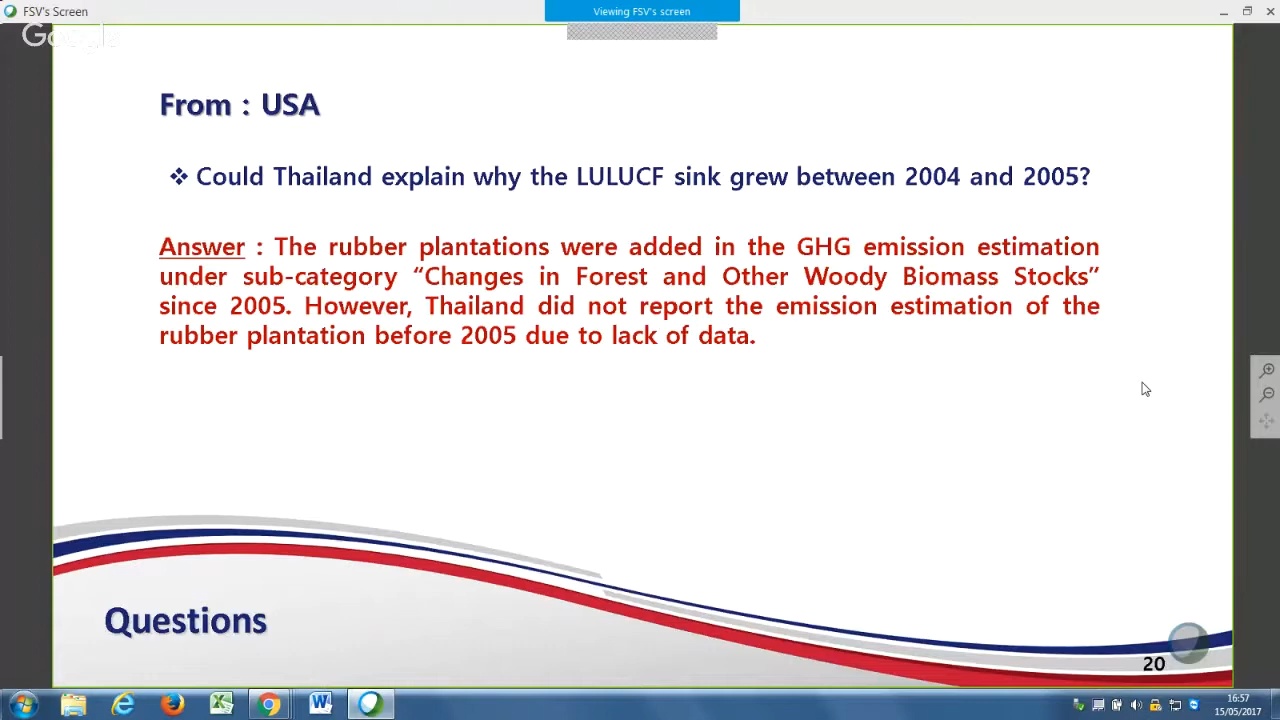 FSV's Screen
Viewing FSV's screen
Google
From : USA
❖ Could Thailand explain why the LULUCF sink grew between 2004 and 2005?
Answer : The rubber plantations were added in the GHG emission estimation
under sub-category “Changes in Forest and Other Woody Biomass Stocks”
since 2005. However, Thailand did not report the emission estimation of the
rubber plantation before 2005 due to lack of data.
Questions
20
16:57
15/05/2017